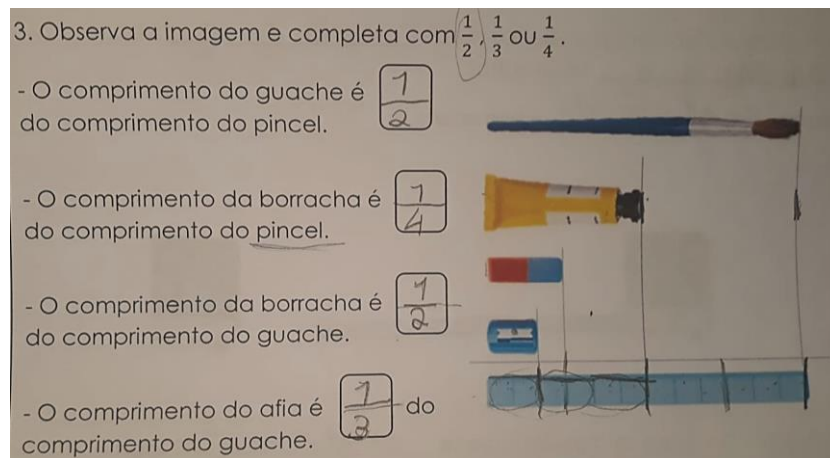 3. Observa a imagem e completa com 1/2, 1/3 ou 1/4.
- O comprimento do guache é 1/2
do comprimento do pincel.
- O comprimento da borracha é 1/4
do comprimento do pincel.
- O comprimento da borracha é 1/2
do comprimento do guache.
- O comprimento do afia é 1/3 do
comprimento do guache.